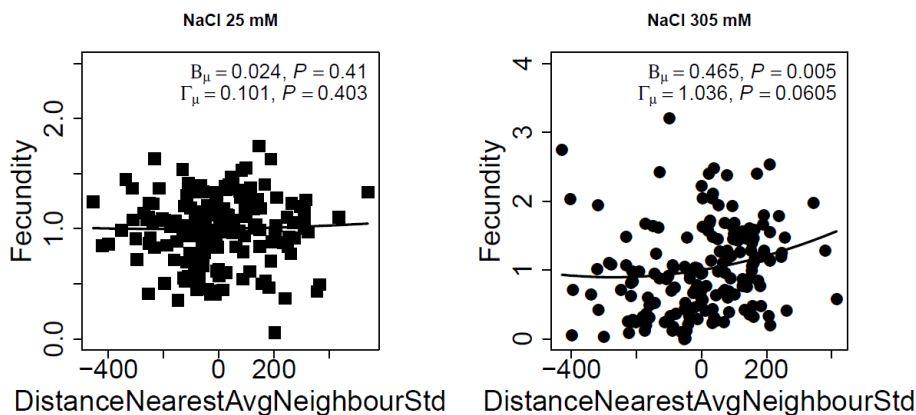 NaCl 25 mM
Βμ = 0.024, P = 0.41
Γμ = 0.101, P = 0.403
Fecundity
2.0
1.0
0.0
−400
0
200
DistanceNearestAvgNeighbourStd
NaCl 305 mM
Βμ = 0.465, P = 0.005
Γμ = 1.036, P = 0.0605
Fecundity
4
3
2
1
0
−400
0
200
DistanceNearestAvgNeighbourStd